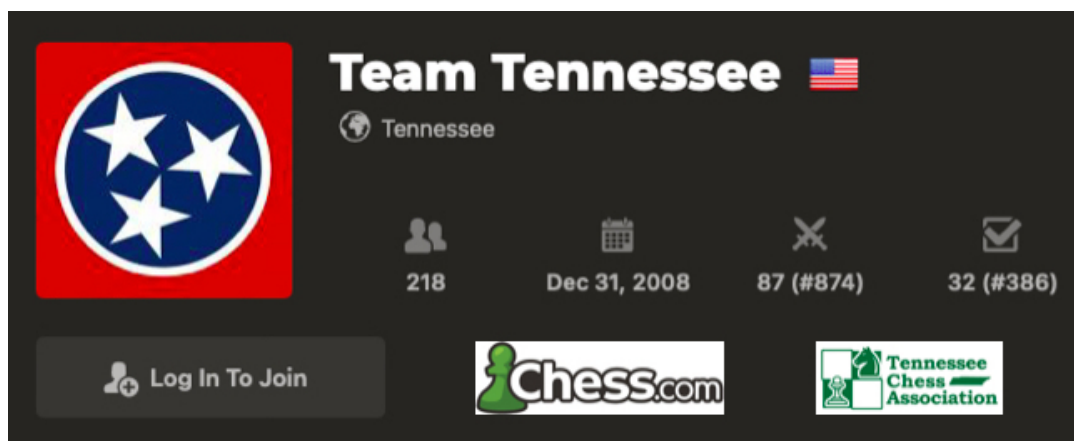 Team Tennessee
Tennessee
218
Dec 31, 2008
87 (#874)
32 (#386)
Log In To Join
Chess.com
Tennessee
Chess
Association